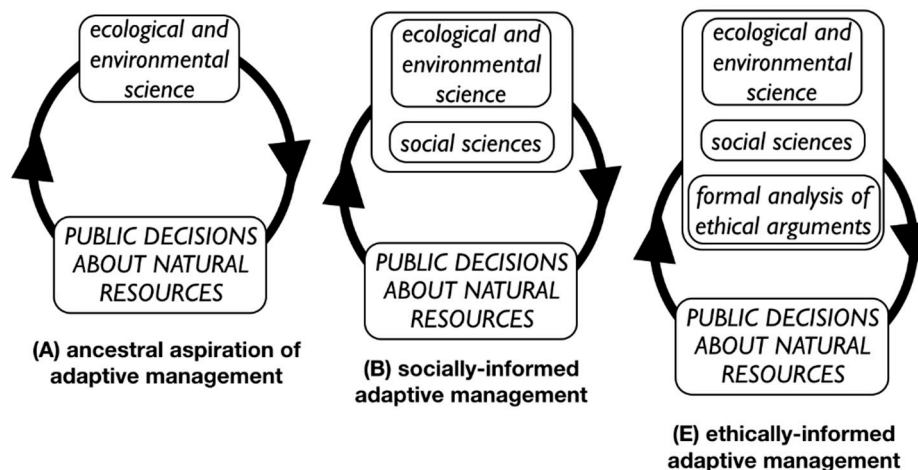 ecological and
environmental
science
PUBLIC DECISIONS
ABOUT NATURAL
RESOURCES
(A) ancestral aspiration of
adaptive management
ecological and
environmental
science
social sciences
PUBLIC DECISIONS
ABOUT NATURAL
RESOURCES
(B) socially-informed
adaptive management
ecological and
environmental
science
social sciences
formal analysis of
ethical arguments
PUBLIC DECISIONS
ABOUT NATURAL
RESOURCES
(E) ethically-informed
adaptive management